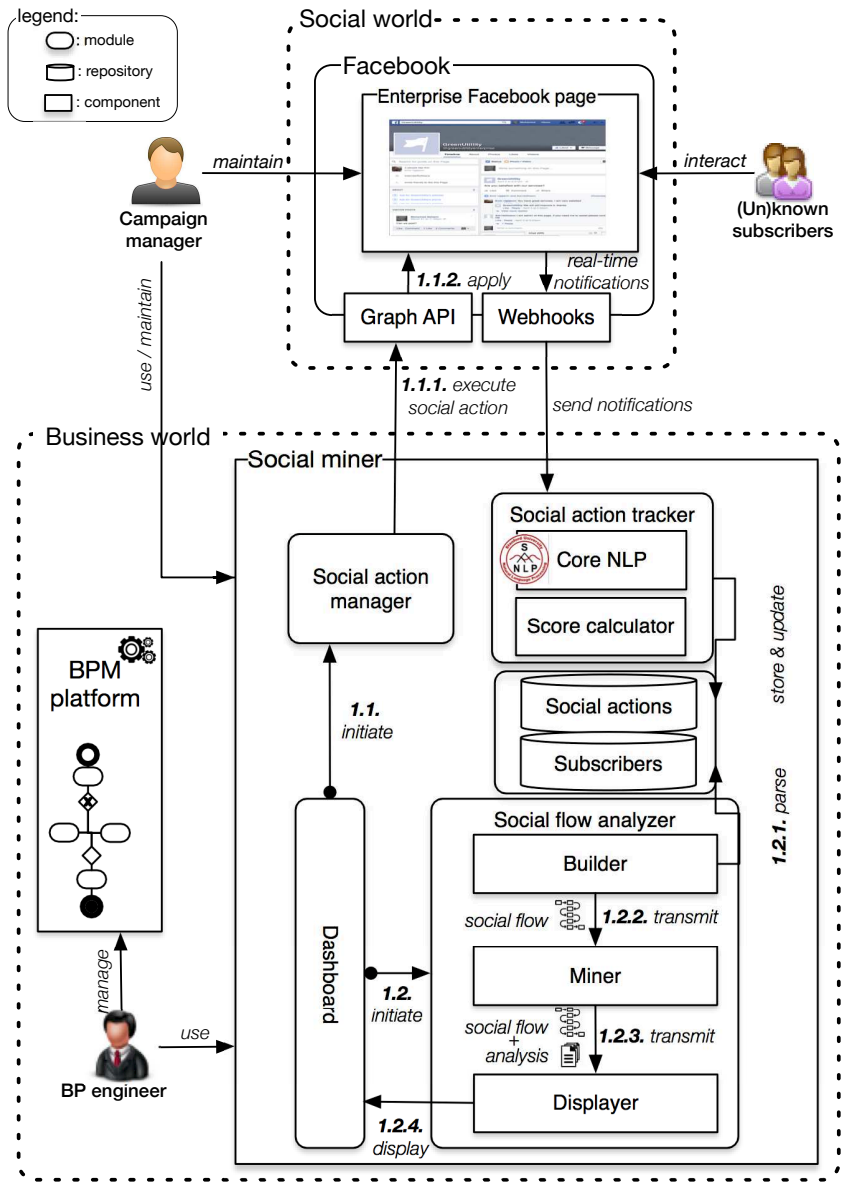 legend:
: module
: repository
: component
Social world
Facebook
Enterprise Facebook page
GreenUtility
maintain
interact
Campaign
manager
(Un)known
subscribers
1.1.2. apply
real-time
notifications
Graph API
Webhooks
use / maintain
1.1.1. execute
social action
send notifications
Business world
Social miner
Social action tracker
S
NLP
Core NLP
Score calculator
Social action
manager
store & update
BPM
platform
Social actions
Subscribers
1.1.
initiate
1.2.1. parse
Social flow analyzer
Builder
social flow
1.2.2. transmit
Dashboard
Miner
1.2.
initiate
social flow
+
analysis
1.2.3. transmit
manage
use
BP engineer
Displayer
1.2.4.
display